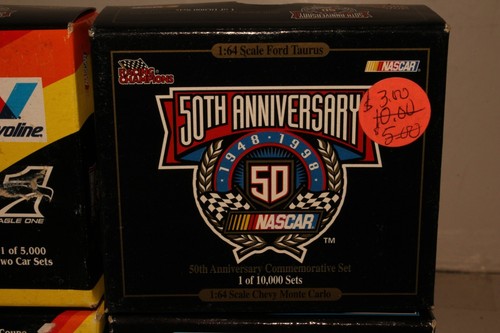 1:64 Scale Ford Taurus
RACING
CHAMPIONS
NASCAR
50TH ANNIVERSARY
1948 - 1998
50
NASCAR
TM
50th Anniversary Commemorative Set
1 of 10,000 Sets
1:64 Scale Chevy Monte Carlo
$3.00
10.00
$5.00
voline
EAGLE ONE
1 of 5,000
Two Car Sets